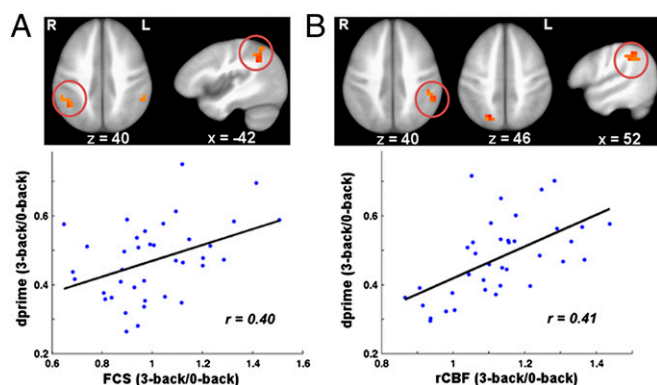 A
R
L
z = 40
x = -42
dprime (3-back/0-back)
0.6
0.4
0.2
r = 0.40
0.6
0.8
1
1.2
1.4
1.6
FCS (3-back/0-back)
B
R
L
z = 40
z = 46
x = 52
dprime (3-back/0-back)
0.6
0.4
0.2
r = 0.41
0.8
1.0
1.2
1.4
rCBF (3-back/0-back)